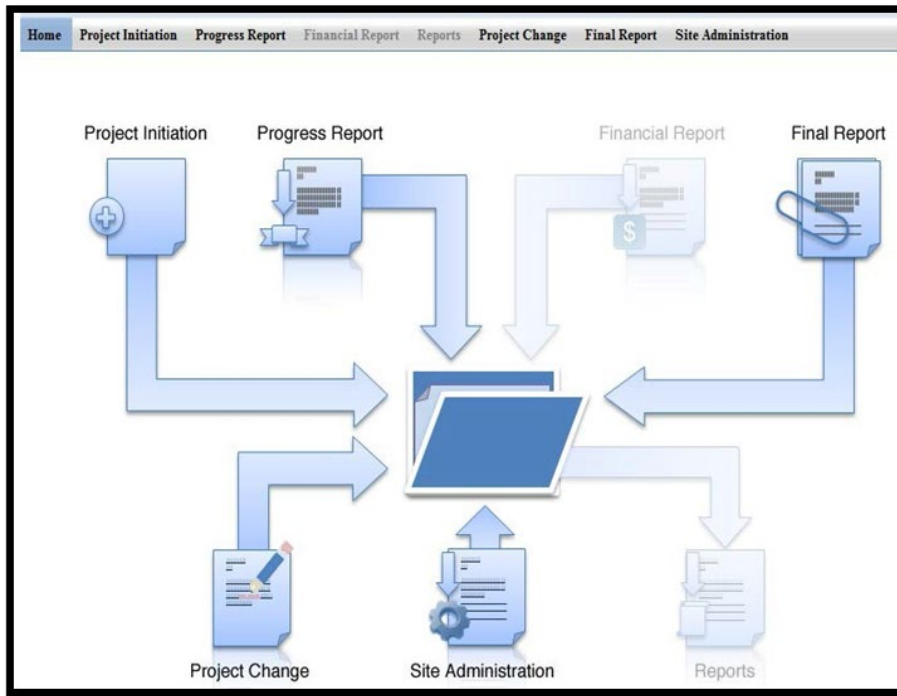 Home Project Initiation Progress Report Financial Report Reports Project Change Final Report Site Administration
Project Initiation Progress Report Financial Report Final Report
$
Project Change Site Administration Reports